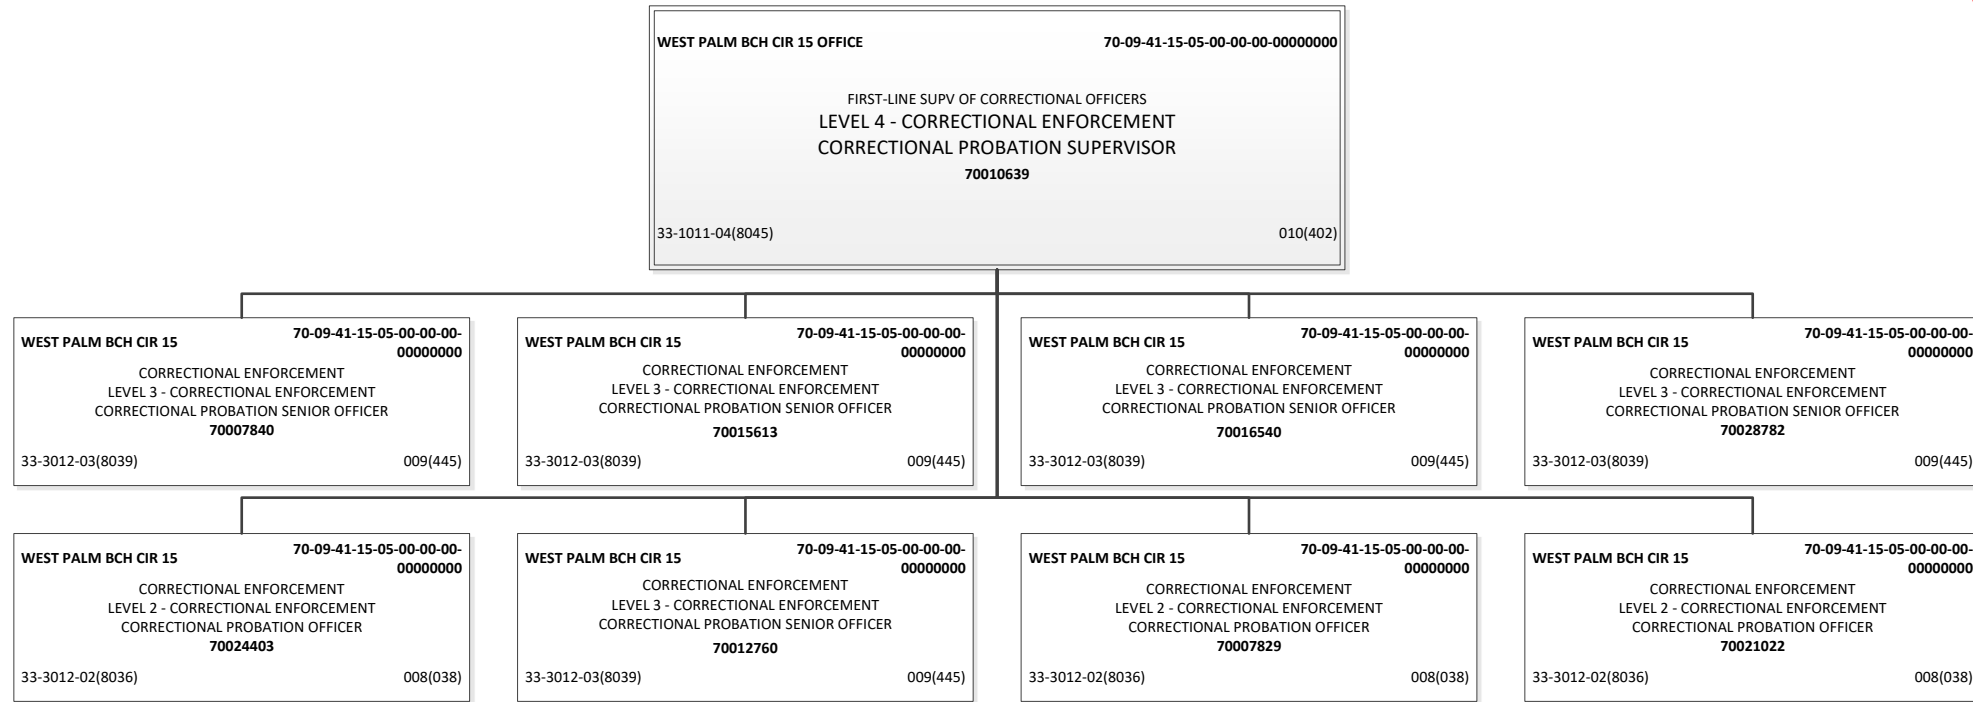 WEST PALM BCH CIR 15 OFFICE 70-09-41-15-05-00-00-00-00000000
FIRST-LINE SUPV OF CORRECTIONAL OFFICERS
LEVEL 4 - CORRECTIONAL ENFORCEMENT
CORRECTIONAL PROBATION SUPERVISOR
70010639
33-1011-04(8045) 010(402)
WEST PALM BCH CIR 15 70-09-41-15-05-00-00-00-
00000000
CORRECTIONAL ENFORCEMENT
LEVEL 3 - CORRECTIONAL ENFORCEMENT
CORRECTIONAL PROBATION SENIOR OFFICER
70007840
33-3012-03(8039) 009(445)
WEST PALM BCH CIR 15 70-09-41-15-05-00-00-00-
00000000
CORRECTIONAL ENFORCEMENT
LEVEL 3 - CORRECTIONAL ENFORCEMENT
CORRECTIONAL PROBATION SENIOR OFFICER
70015613
33-3012-03(8039) 009(445)
WEST PALM BCH CIR 15 70-09-41-15-05-00-00-00-
00000000
CORRECTIONAL ENFORCEMENT
LEVEL 3 - CORRECTIONAL ENFORCEMENT
CORRECTIONAL PROBATION SENIOR OFFICER
70016540
33-3012-03(8039) 009(445)
WEST PALM BCH CIR 15 70-09-41-15-05-00-00-00-
00000000
CORRECTIONAL ENFORCEMENT
LEVEL 3 - CORRECTIONAL ENFORCEMENT
CORRECTIONAL PROBATION SENIOR OFFICER
70028782
33-3012-03(8039) 009(445)
WEST PALM BCH CIR 15 70-09-41-15-05-00-00-00-
00000000
CORRECTIONAL ENFORCEMENT
LEVEL 2 - CORRECTIONAL ENFORCEMENT
CORRECTIONAL PROBATION OFFICER
70024403
33-3012-02(8036) 008(038)
WEST PALM BCH CIR 15 70-09-41-15-05-00-00-00-
00000000
CORRECTIONAL ENFORCEMENT
LEVEL 3 - CORRECTIONAL ENFORCEMENT
CORRECTIONAL PROBATION SENIOR OFFICER
70012760
33-3012-03(8039) 009(445)
WEST PALM BCH CIR 15 70-09-41-15-05-00-00-00-
00000000
CORRECTIONAL ENFORCEMENT
LEVEL 2 - CORRECTIONAL ENFORCEMENT
CORRECTIONAL PROBATION OFFICER
70007829
33-3012-02(8036) 008(038)
WEST PALM BCH CIR 15 70-09-41-15-05-00-00-00-
00000000
CORRECTIONAL ENFORCEMENT
LEVEL 2 - CORRECTIONAL ENFORCEMENT
CORRECTIONAL PROBATION OFFICER
70021022
33-3012-02(8036) 008(038)